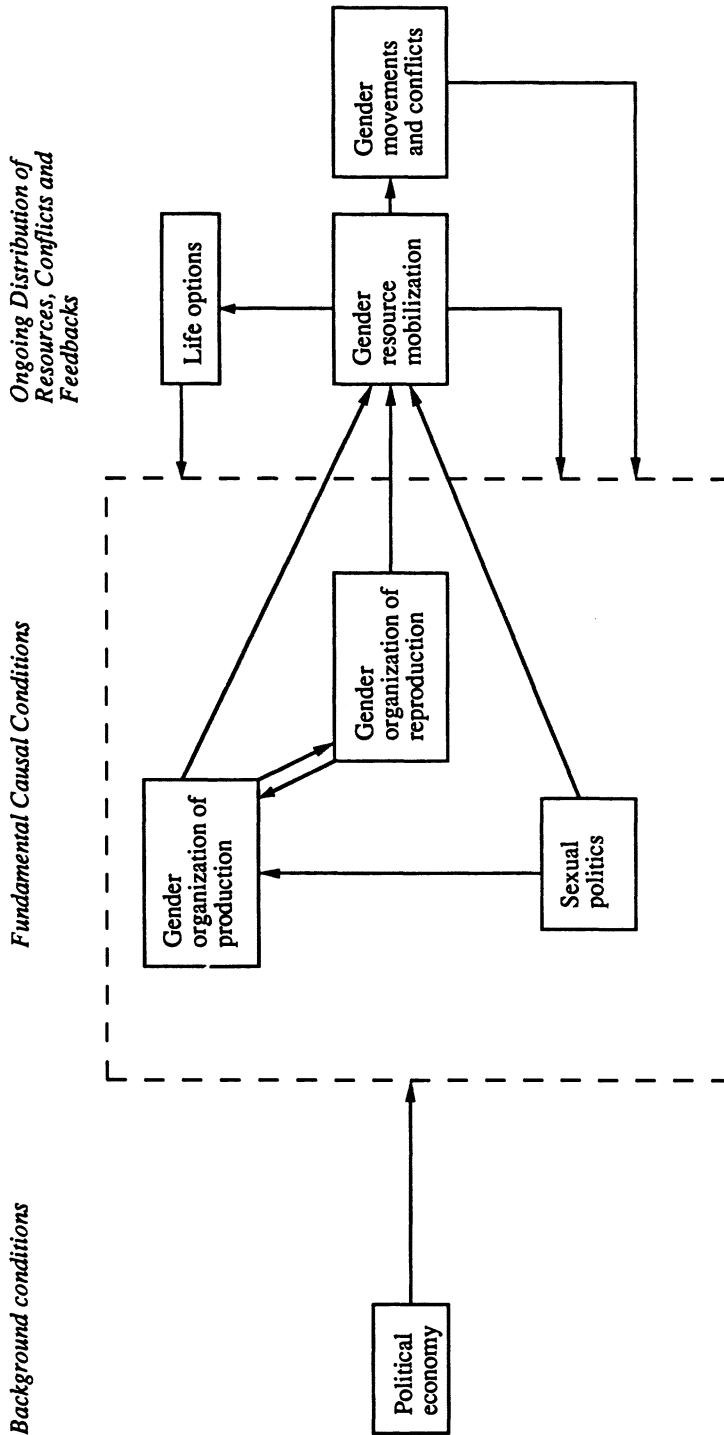 Background conditions
Fundamental Causal Conditions
Ongoing Distribution of
Resources, Conflicts and
Feedbacks
Political
economy
Gender
organization of
production
Gender
organization of
reproduction
Sexual
politics
Life options
Gender
resource
mobilization
Gender
movements
and conflicts